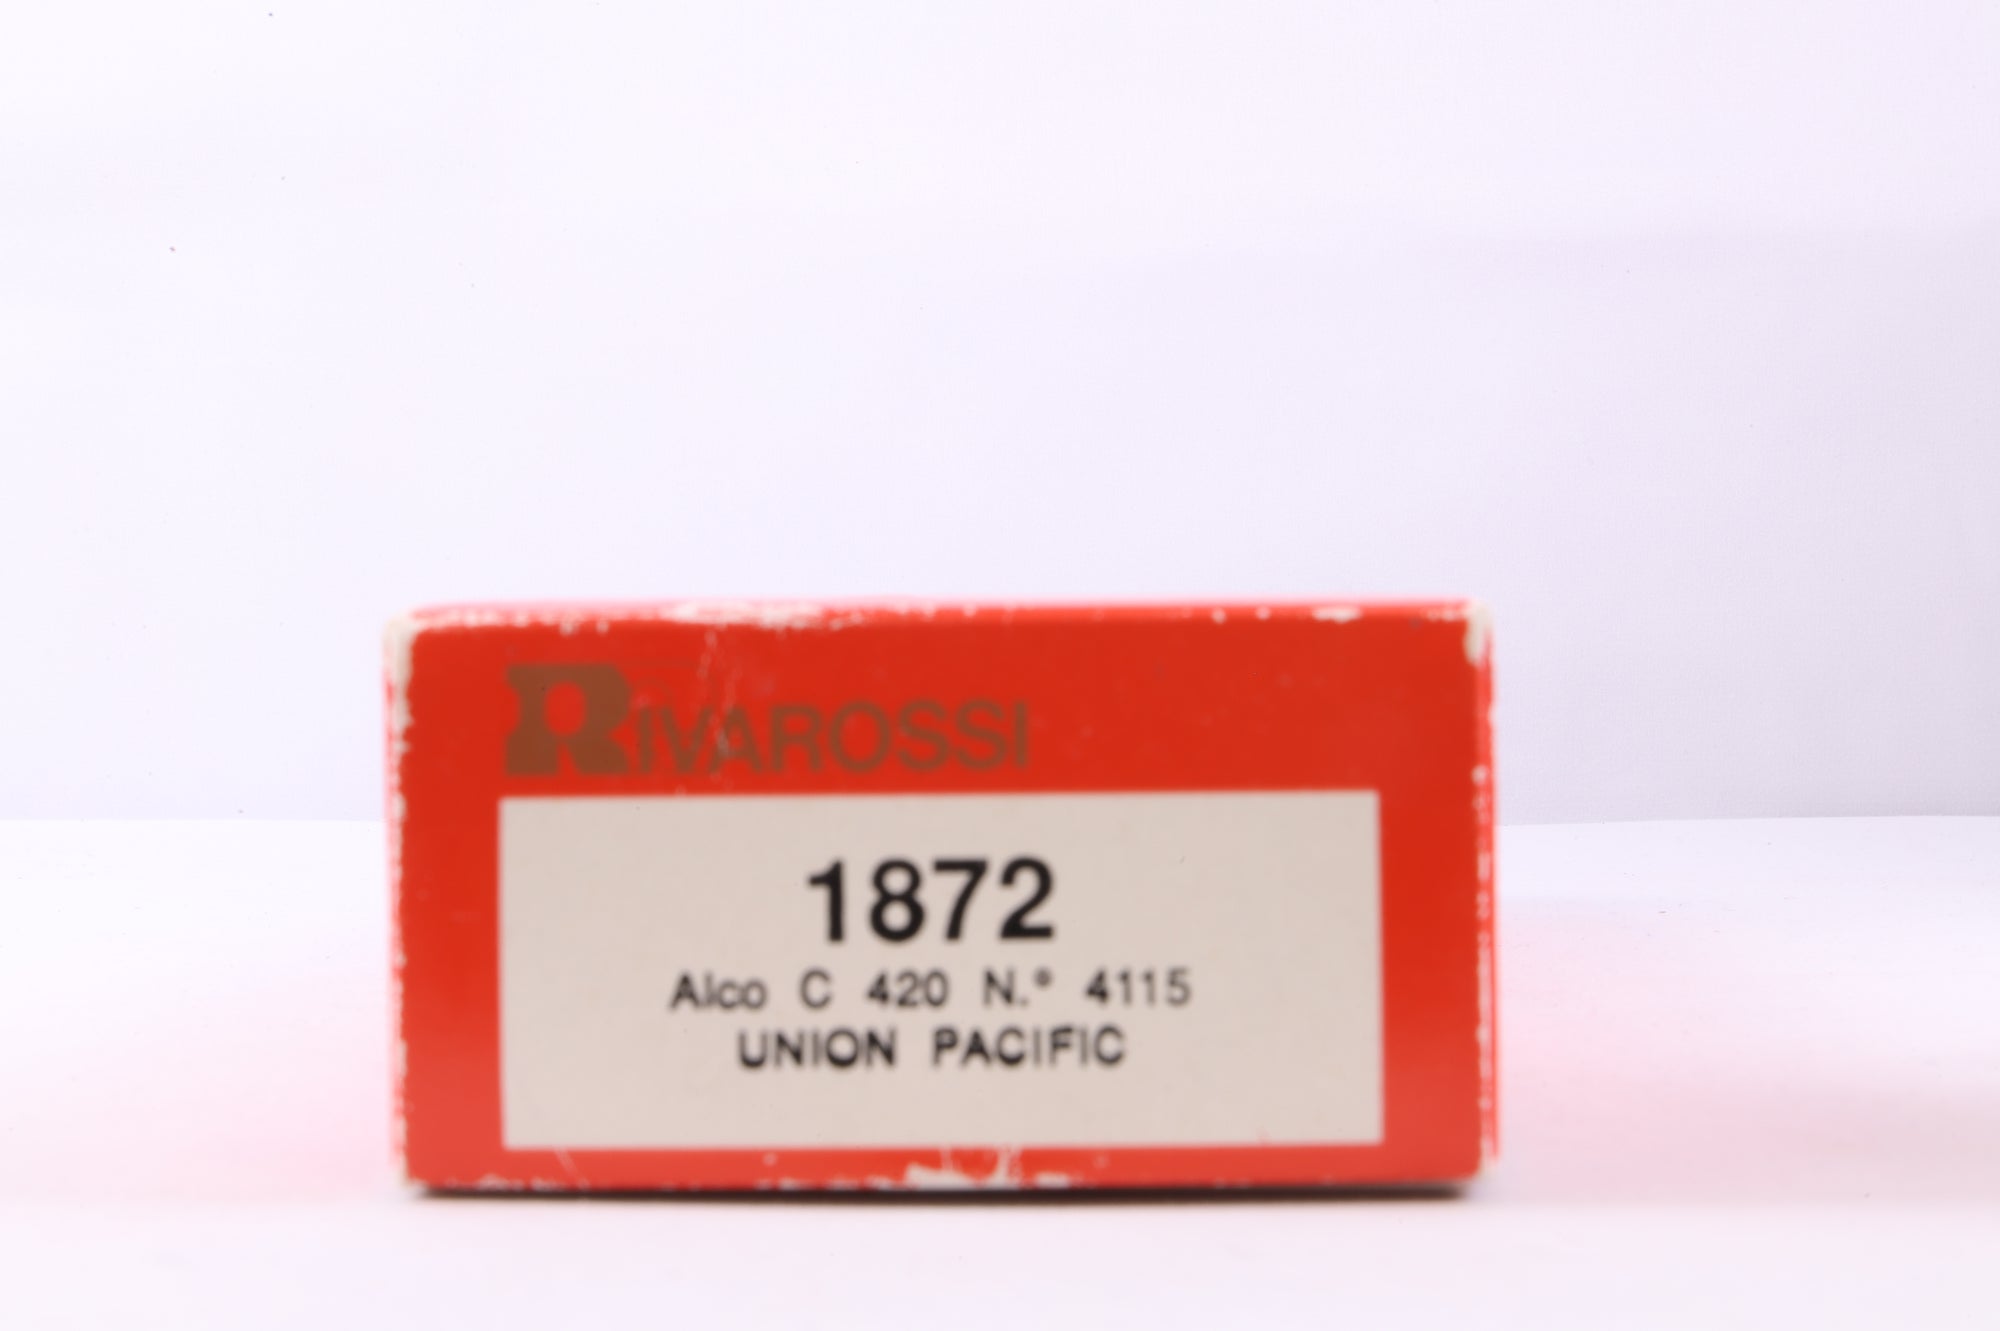 RIVAROSSI
1872
Alco C 420 N.° 4115
UNION PACIFIC